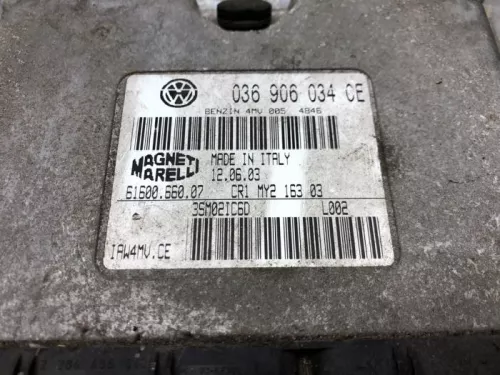 036 906 034 CE
BENZIN 4MV 005 4846
MAGNETI MARELLI
MADE IN ITALY
12.06.03
61600.660.07 CR1 MY2 163 03
3SM02IC6D L002
IAW4MV.CE